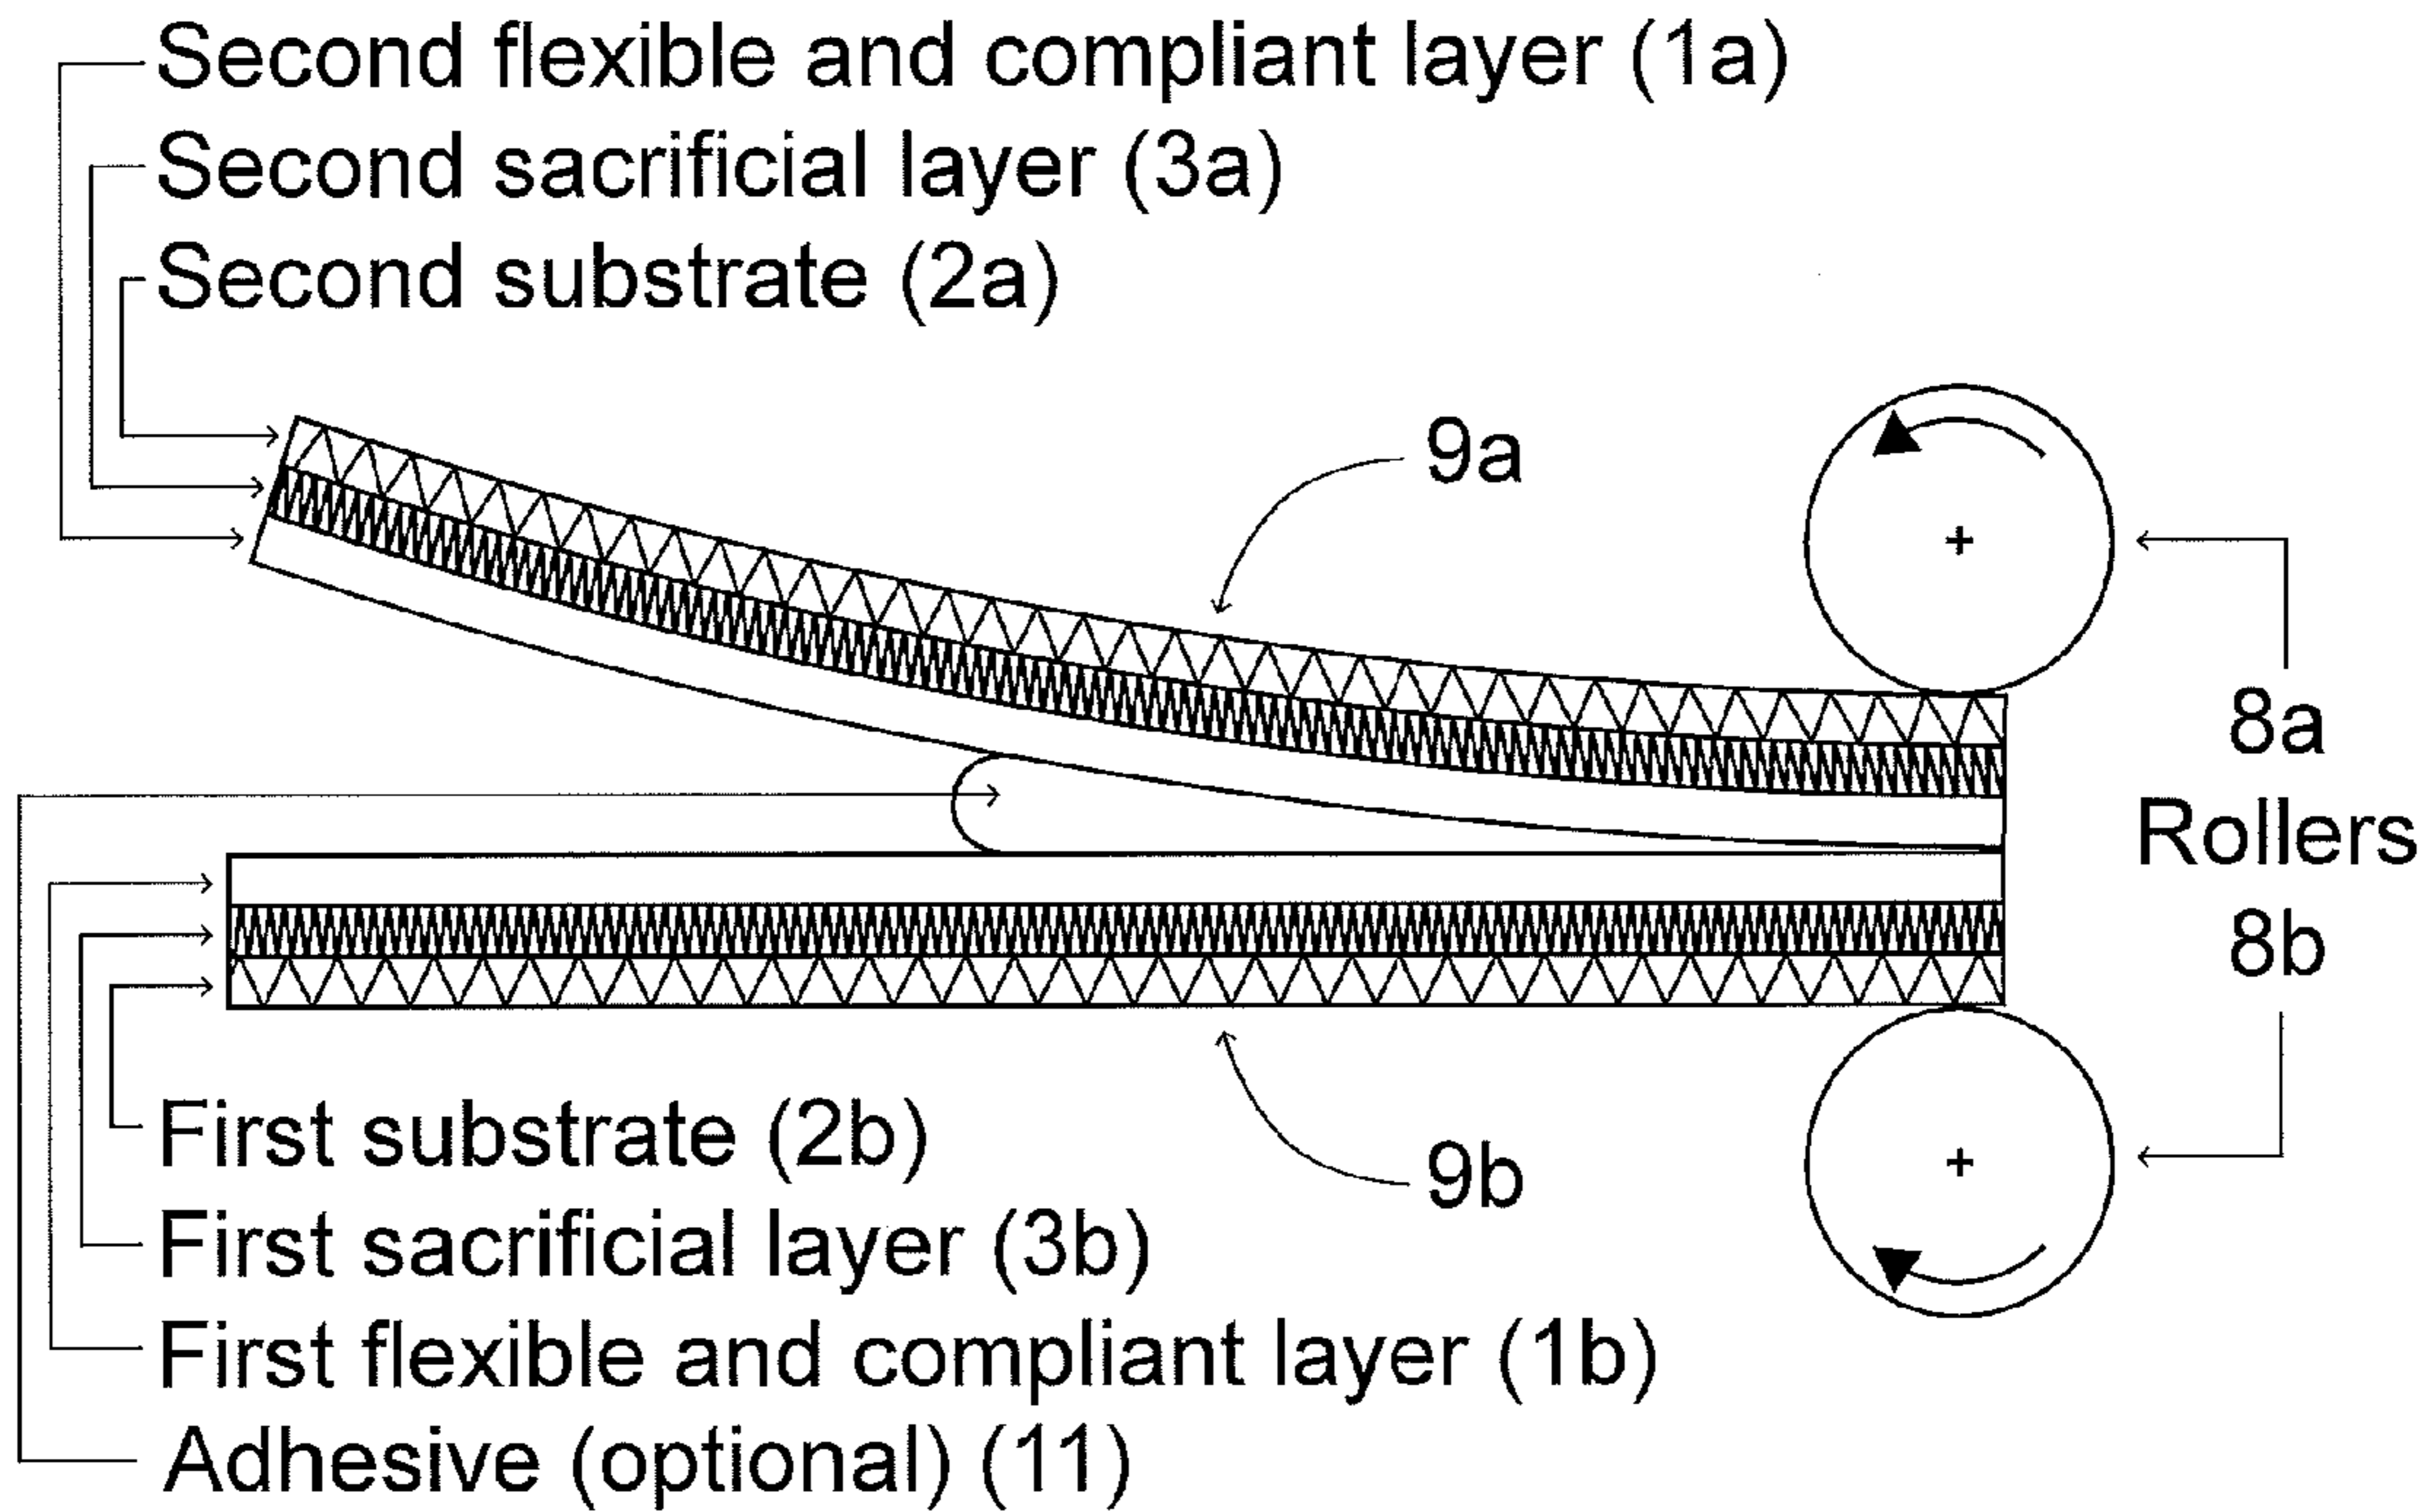 Second flexible and compliant layer (1a)
Second sacrificial layer (3a)
Second substrate (2a)
9a
8a
Rollers
8b
9b
First substrate (2b)
First sacrificial layer (3b)
First flexible and compliant layer (1b)
Adhesive (optional) (11)